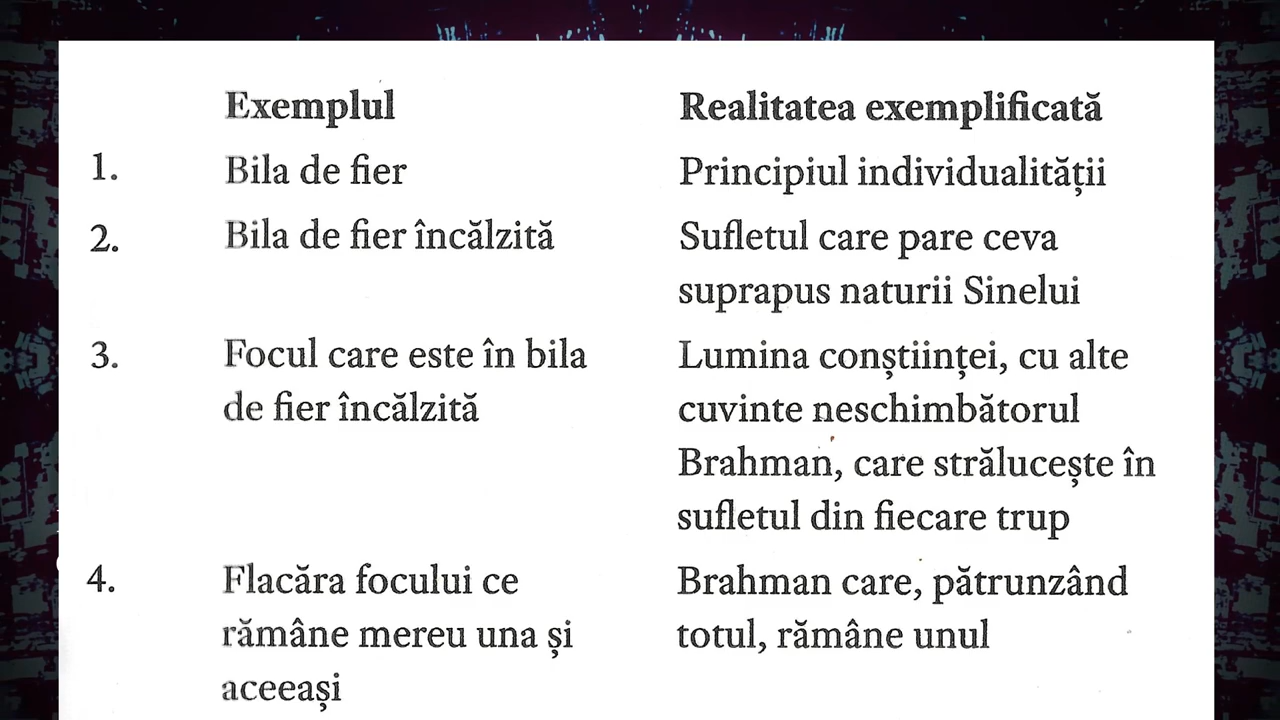 Exemplul Realitatea exemplificată
1. Bila de fier Principiul individualității
2. Bila de fier încălzită Sufletul care pare ceva
suprapus naturii Sinelui
3. Focul care este în bila Lumina conștiinței, cu alte
de fier încălzită cuvinte neschimbătorul
Brahman, care strălucește în
sufletul din fiecare trup
4. Flacăra focului ce Brahman care, pătrunzând
rămâne mereu una și totul, rămâne unul
aceeași